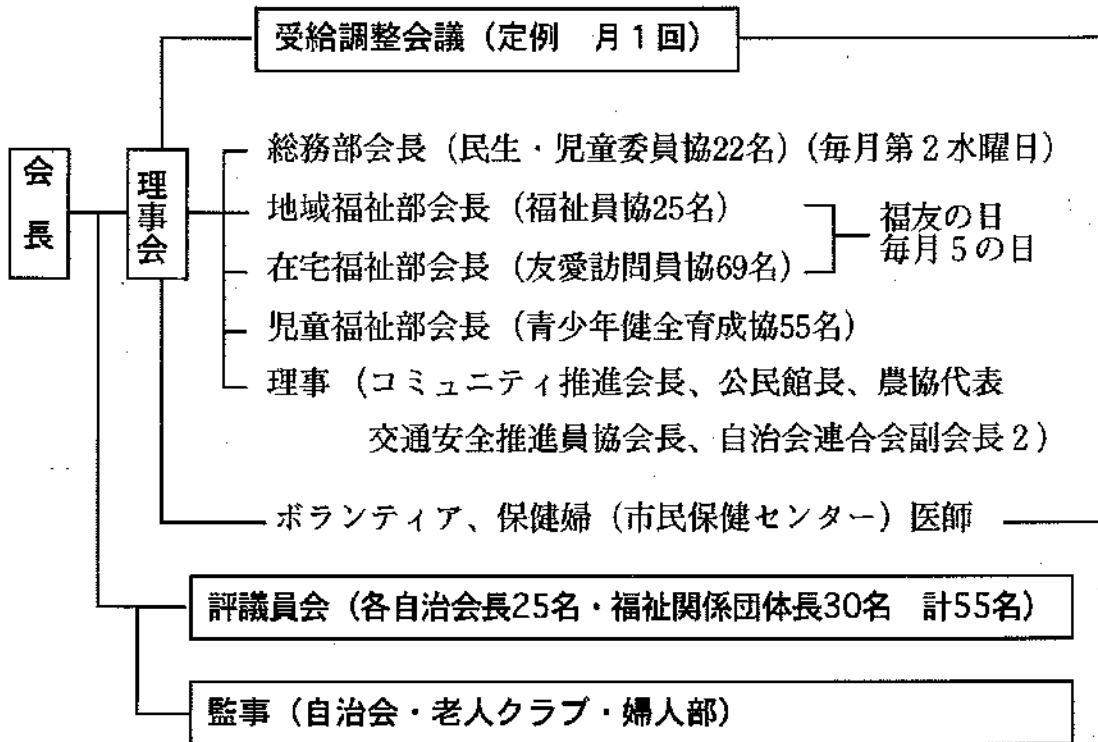 受給調整会議（定例　月１回）
会長
理事会
総務部会長（民生・児童委員協22名）（毎月第２水曜日）
地域福祉部会長（福祉員協25名）
在宅福祉部会長（友愛訪問員協69名）
福友の日
毎月５の日
児童福祉部会長（青少年健全育成協55名）
理事（コミュニティ推進会長、公民館長、農協代表
交通安全推進員協会長、自治会連合会副会長２）
ボランティア、保健婦（市民保健センター）医師
評議員会（各自治会長25名・福祉関係団体長30名　計55名）
監事（自治会・老人クラブ・婦人部）